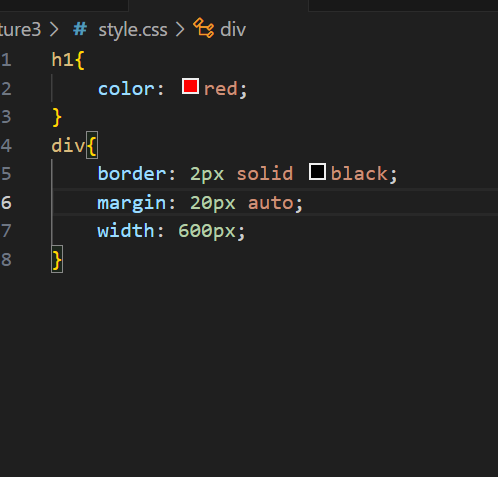 ture3 > # style.css > div
1 h1{
2 color: red;
3 }
4 div{
5 border: 2px solid black;
6 margin: 20px auto;
7 width: 600px;
8 }